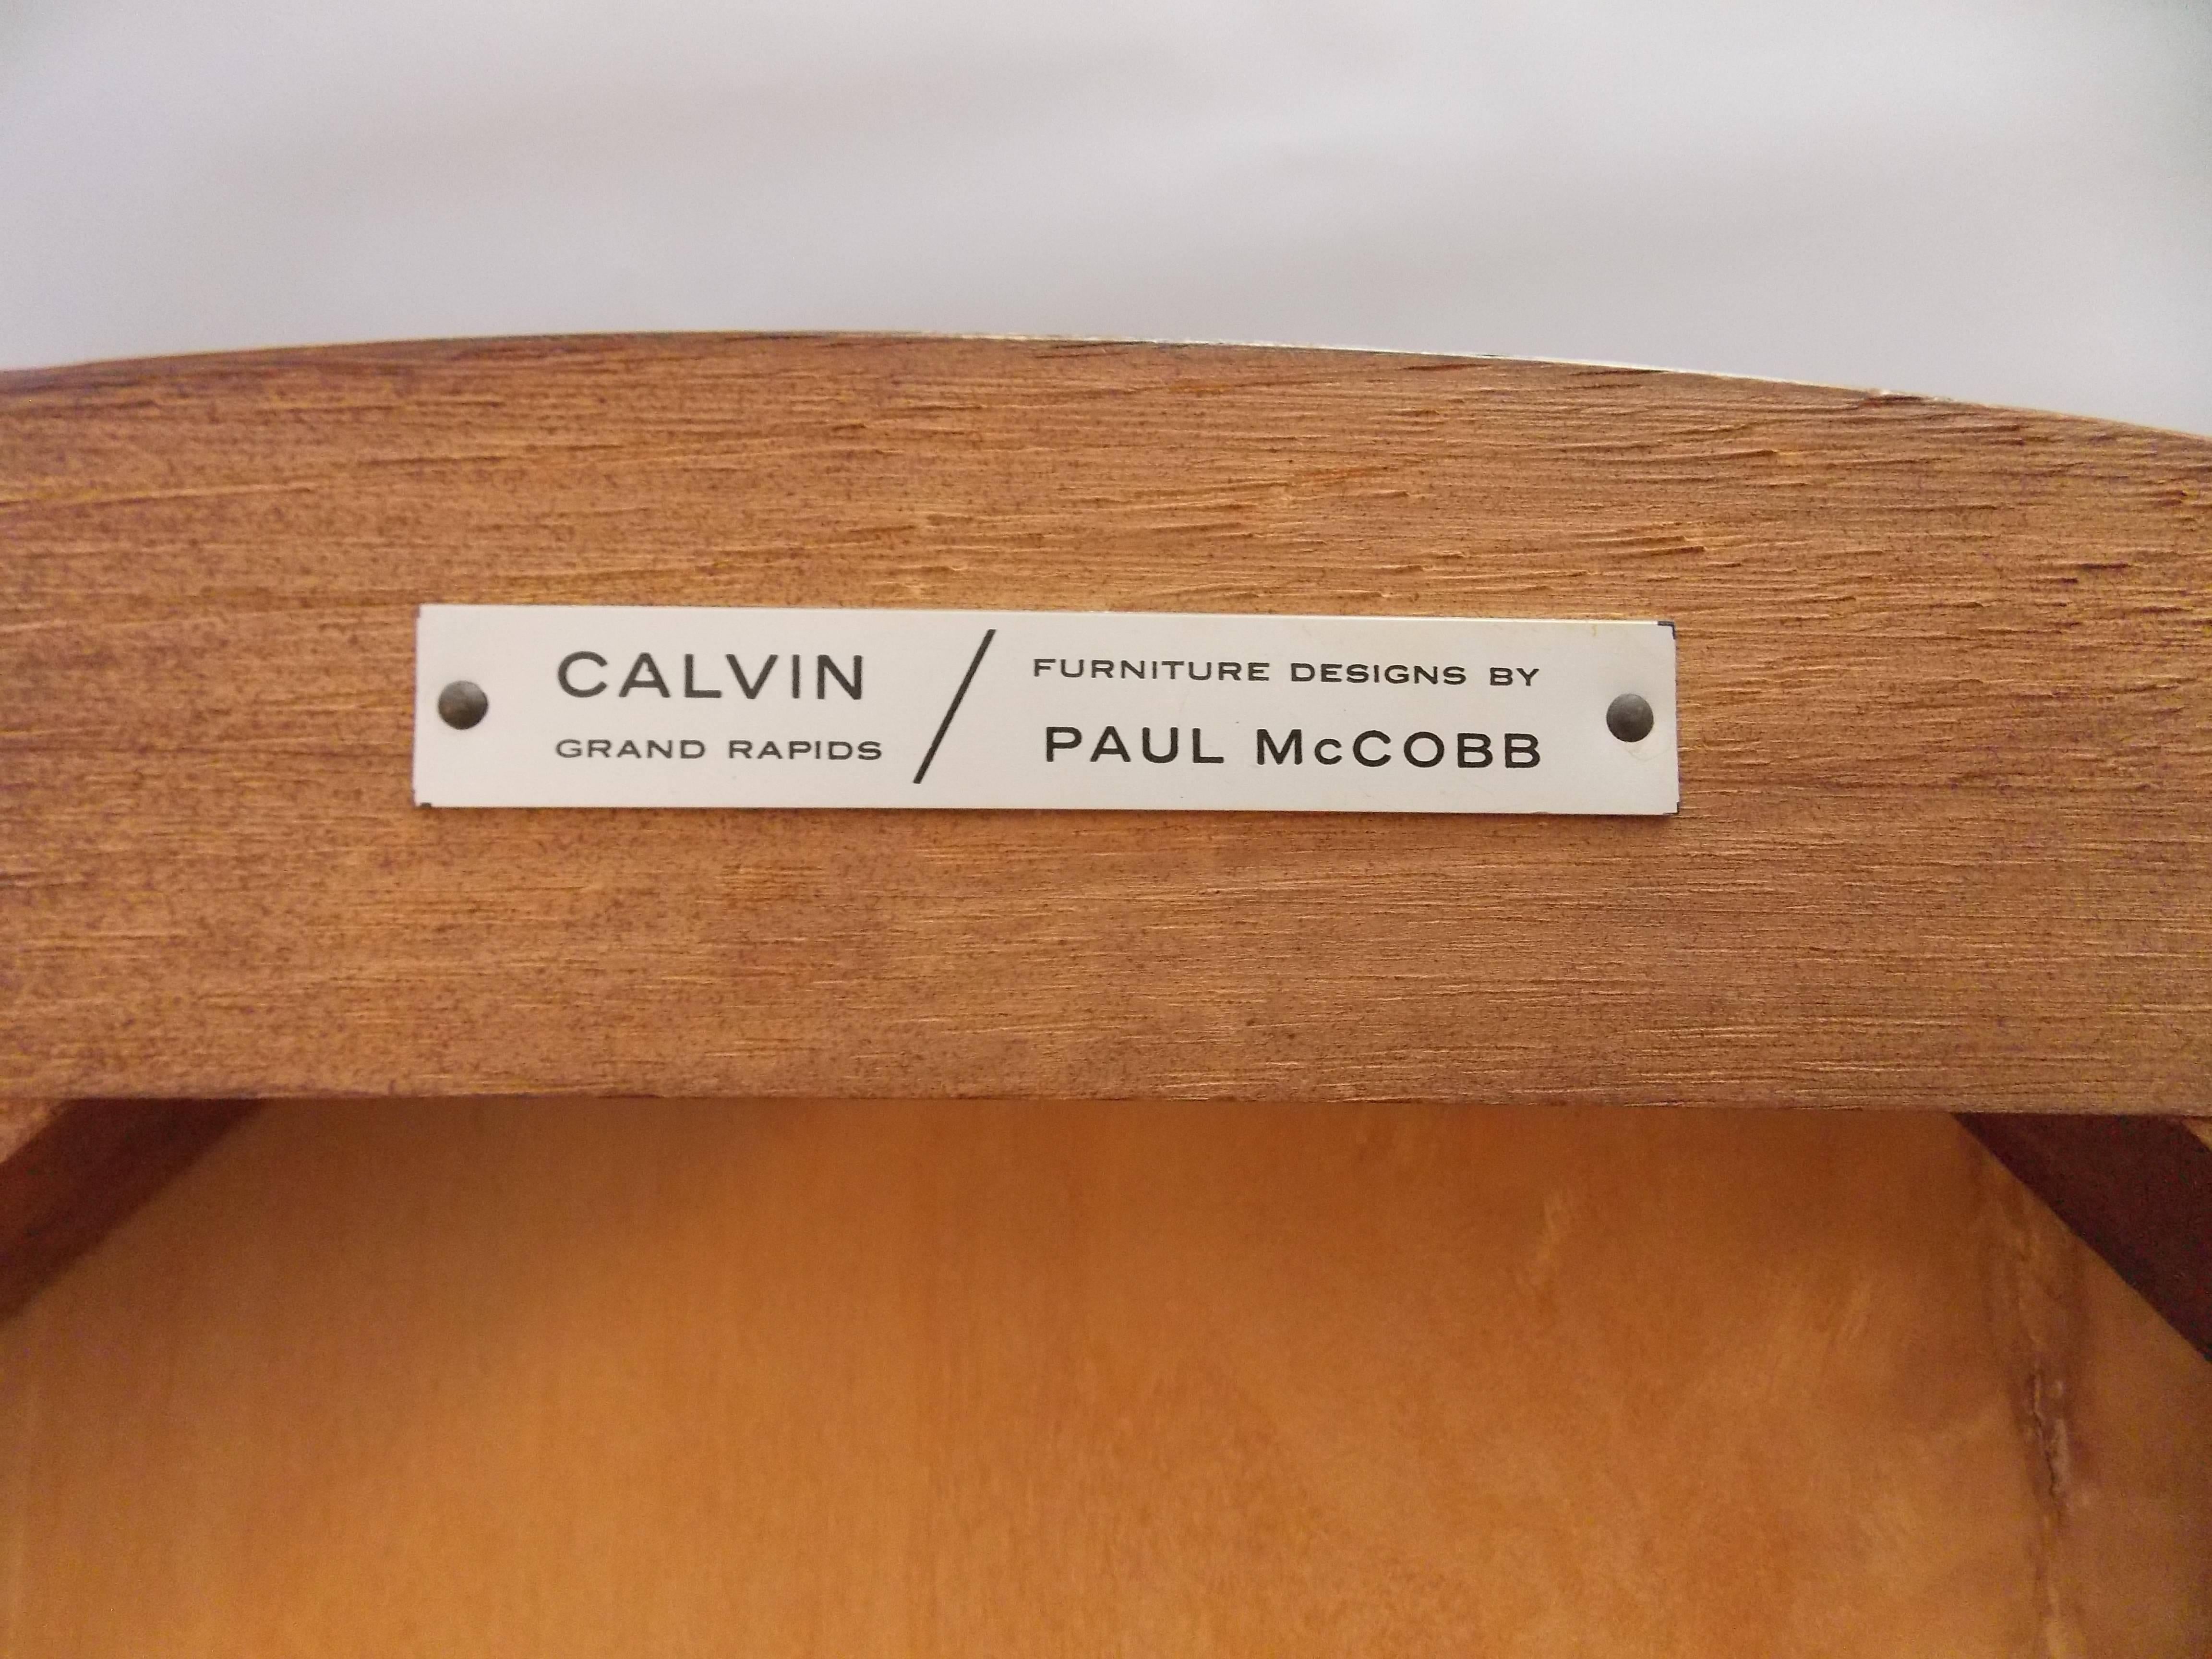 CALVIN
GRAND RAPIDS
/
FURNITURE DESIGNS BY
PAUL McCOBB